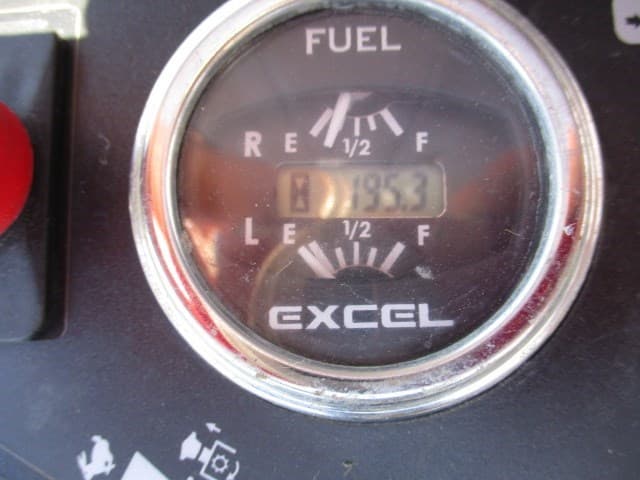 FUEL
R E 1/2 F
195.3
L E 1/2 F
EXCEL